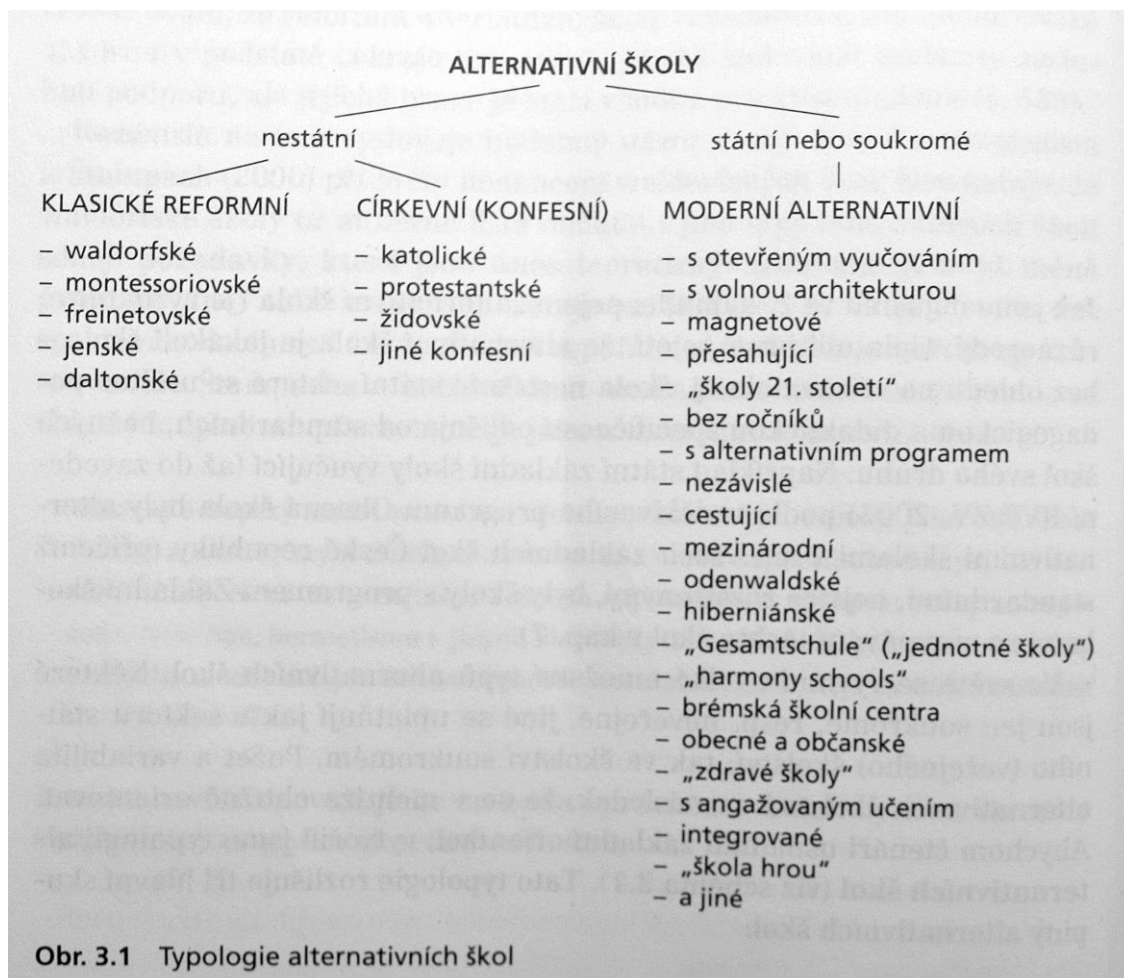 ALTERNATIVNÍ ŠKOLY
nestátní
státní nebo soukromé
KLASICKÉ REFORMNÍ
– waldorfské
– montessoriovské
– freinetovské
– jenské
– daltonské
CÍRKEVNÍ (KONFESNÍ)
– katolické
– protestantské
– židovské
– jiné konfesní
MODERNÍ ALTERNATIVNÍ
– s otevřeným vyučováním
– s volnou architekturou
– magnetové
– přesahující
– „školy 21. století“
– bez ročníků
– s alternativním programem
– nezávislé
– cestující
– mezinárodní
– odenwaldské
– hiberniánské
– „Gesamtschule“ („jednotné školy“)
– „harmony schools“
– brémská školní centra
– obecné a občanské
– „zdravé školy“
– s angažovaným učením
– integrované
– „škola hrou“
– a jiné
Obr. 3.1 Typologie alternativních škol